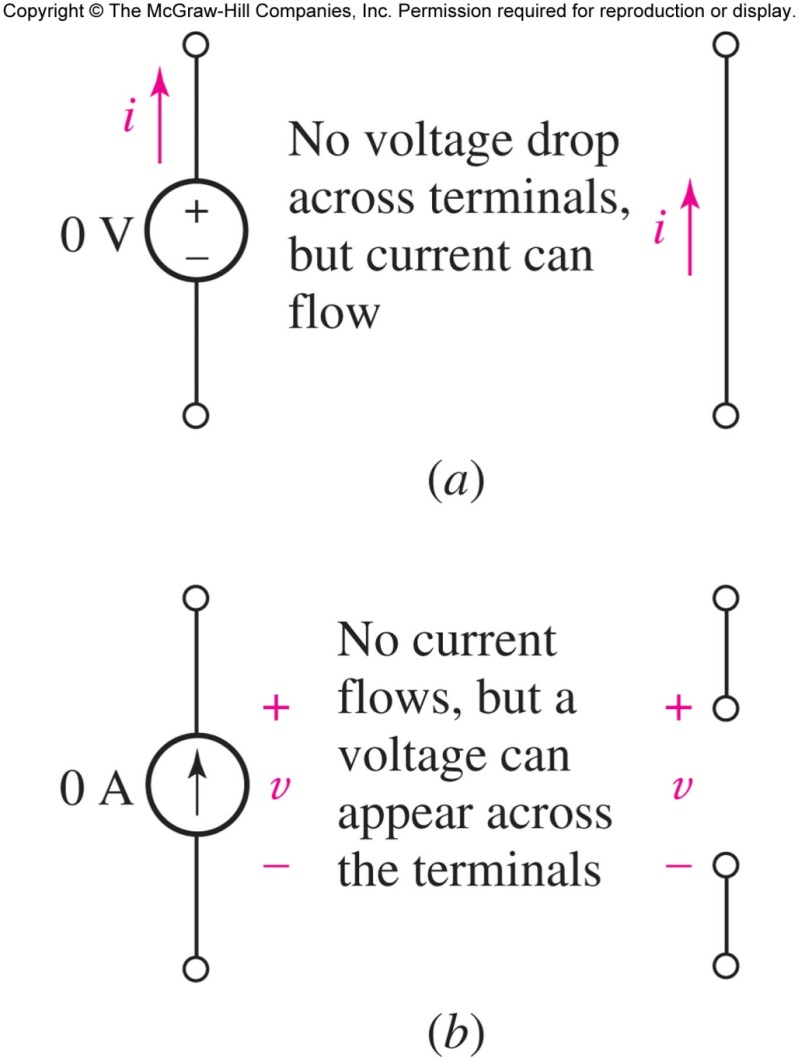 Copyright © The McGraw-Hill Companies, Inc. Permission required for reproduction or display.
i
No voltage drop
across terminals,
but current can
flow
0 V
+
–
i
(a)
No current
flows, but a
voltage can
appear across
the terminals
0 A
+
v
–
+
v
–
(b)